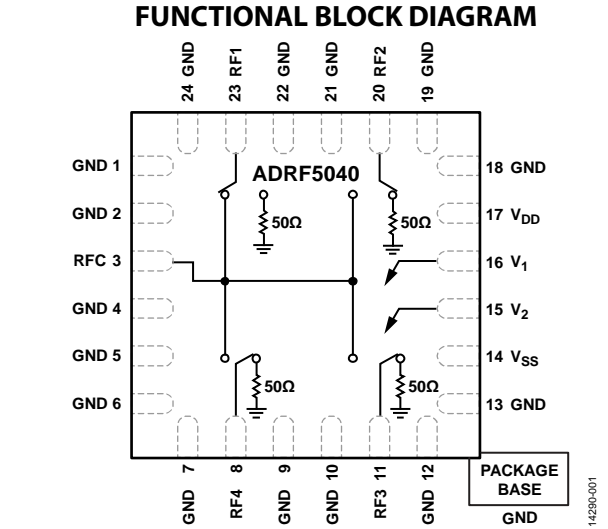 FUNCTIONAL BLOCK DIAGRAM
24 GND
23 RF1
22 GND
21 GND
20 RF2
19 GND
ADRF5040
GND 1
GND 2
RFC 3
GND 4
GND 5
GND 6
50Ω
50Ω
50Ω
50Ω
18 GND
17 VDD
16 V1
15 V2
14 VSS
13 GND
GND 7
RF4 8
GND 9
GND 10
RF3 11
GND 12
PACKAGE
BASE
GND
14290-001